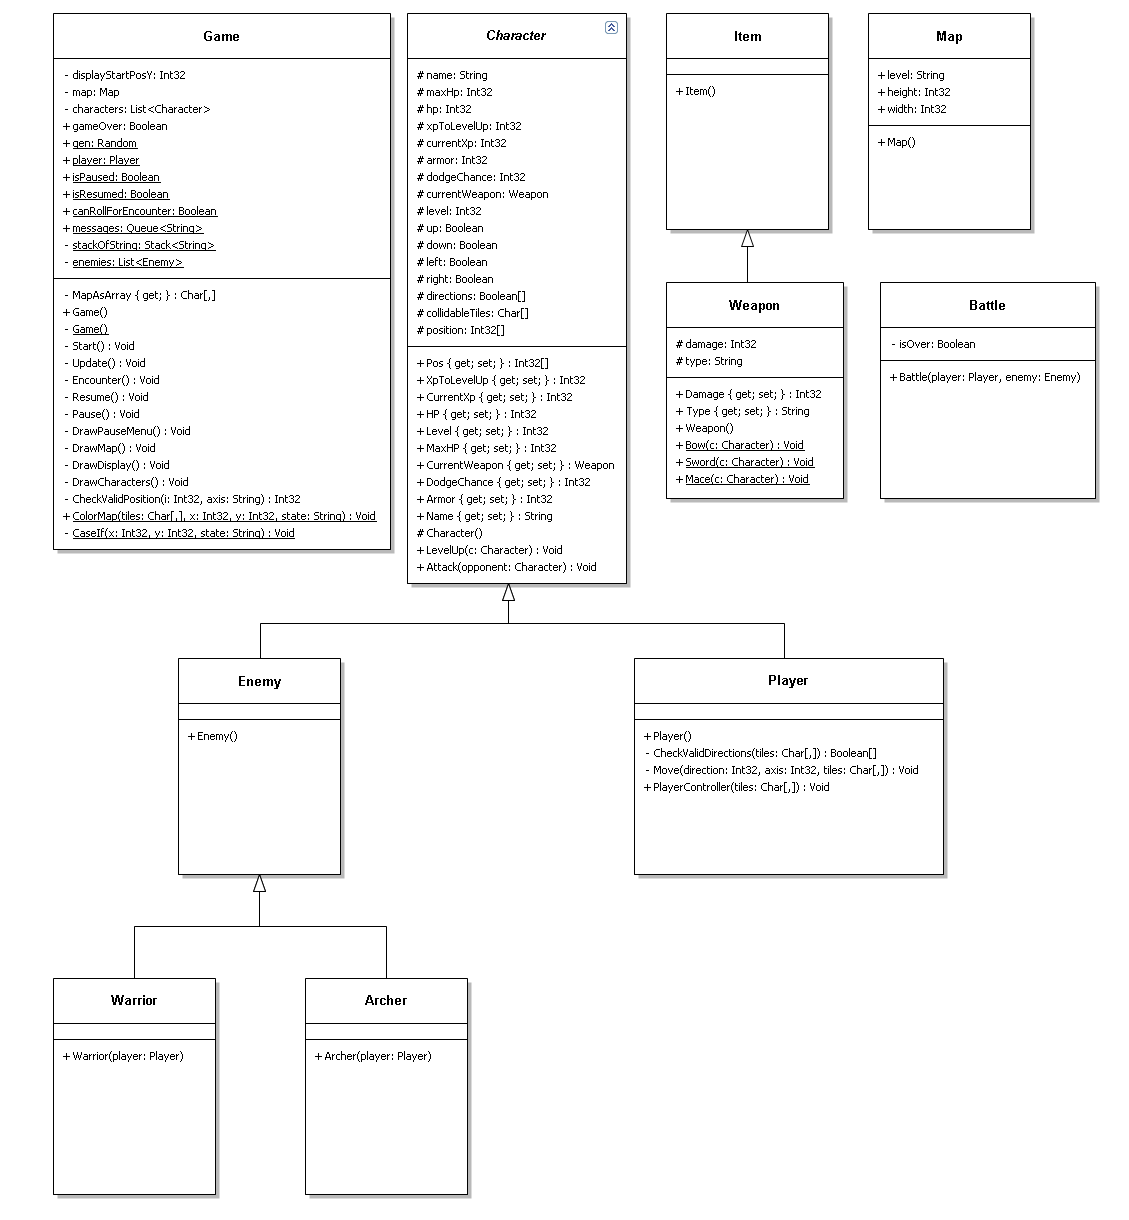 Game
- displayStartPosY: Int32
- map: Map
- characters: List<Character>
+ gameOver: Boolean
+ gen: Random
+ player: Player
+ isPaused: Boolean
+ isResumed: Boolean
+ canRollForEncounter: Boolean
+ messages: Queue<String>
- stackOfString: Stack<String>
- enemies: List<Enemy>
- MapAsArray { get; } : Char[,]
+ Game()
- Game()
- Start() : Void
- Update() : Void
- Encounter() : Void
- Resume() : Void
- Pause() : Void
- DrawPauseMenu() : Void
- DrawMap() : Void
- DrawDisplay() : Void
- DrawCharacters() : Void
- CheckValidPosition(i: Int32, axis: String) : Int32
+ ColorMap(tiles: Char[,], x: Int32, y: Int32, state: String) : Void
- CaseIf(x: Int32, y: Int32, state: String) : Void
Character
# name: String
# maxHp: Int32
# hp: Int32
# xpToLevelUp: Int32
# currentXp: Int32
# armor: Int32
# dodgeChance: Int32
# currentWeapon: Weapon
# level: Int32
# up: Boolean
# down: Boolean
# left: Boolean
# right: Boolean
# directions: Boolean[]
# collidableTiles: Char[]
# position: Int32[]
+ Pos { get; set; } : Int32[]
+ XpToLevelUp { get; set; } : Int32
+ CurrentXp { get; set; } : Int32
+ HP { get; set; } : Int32
+ Level { get; set; } : Int32
+ MaxHP { get; set; } : Int32
+ CurrentWeapon { get; set; } : Weapon
+ DodgeChance { get; set; } : Int32
+ Armor { get; set; } : Int32
+ Name { get; set; } : String
# Character()
+ LevelUp(c: Character) : Void
+ Attack(opponent: Character) : Void
Item
+ Item()
Map
+ level: String
+ height: Int32
+ width: Int32
+ Map()
Weapon
# damage: Int32
# type: String
+ Damage { get; set; } : Int32
+ Type { get; set; } : String
+ Weapon()
+ Bow(c: Character) : Void
+ Sword(c: Character) : Void
+ Mace(c: Character) : Void
Battle
- isOver: Boolean
+ Battle(player: Player, enemy: Enemy)
Enemy
+ Enemy()
Player
+ Player()
- CheckValidDirections(tiles: Char[,]) : Boolean[]
- Move(direction: Int32, axis: Int32, tiles: Char[,]) : Void
+ PlayerController(tiles: Char[,]) : Void
Warrior
+ Warrior(player: Player)
Archer
+ Archer(player: Player)